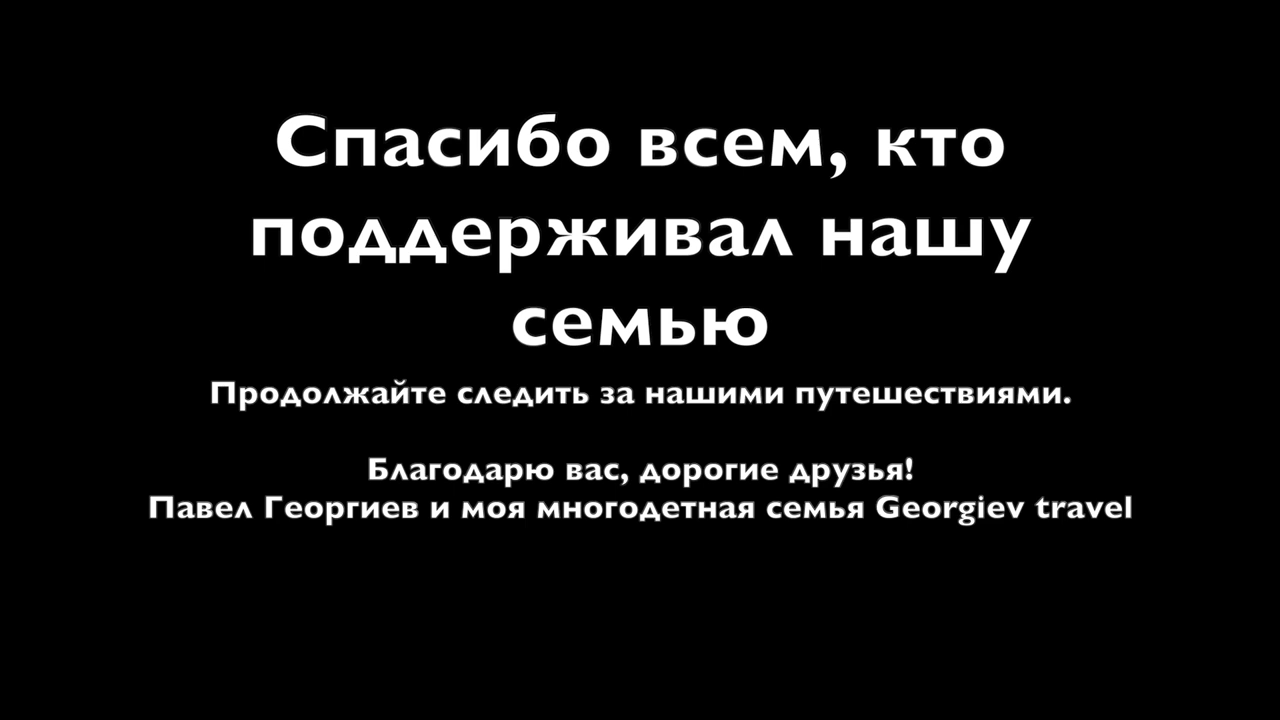 Спасибо всем, кто
поддерживал нашу
семью
Продолжайте следить за нашими путешествиями.
Благодарю вас, дорогие друзья!
Павел Георгиев и моя многодетная семья Georgiev travel